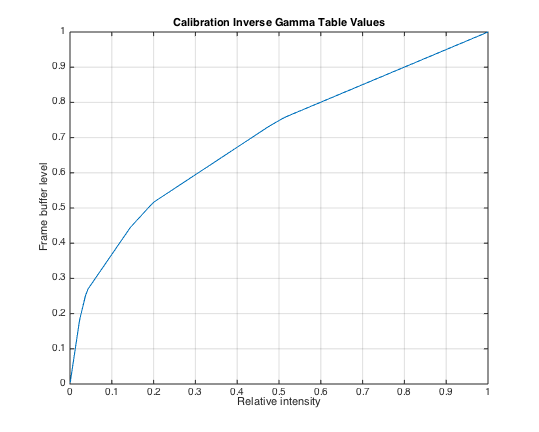 Calibration Inverse Gamma Table Values
1
0.9
0.8
0.7
0.6
0.5
0.4
0.3
0.2
0.1
0
Frame buffer level
0 0.1 0.2 0.3 0.4 0.5 0.6 0.7 0.8 0.9 1
Relative intensity